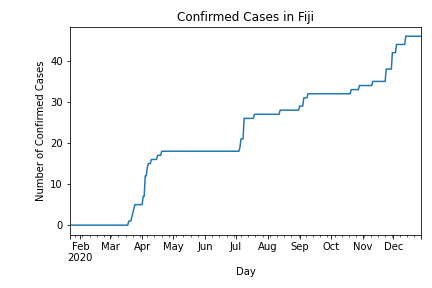 Confirmed Cases in Fiji
Number of Confirmed Cases
40
30
20
10
0
Feb Mar Apr May Jun Jul Aug Sep Oct Nov Dec
2020
Day